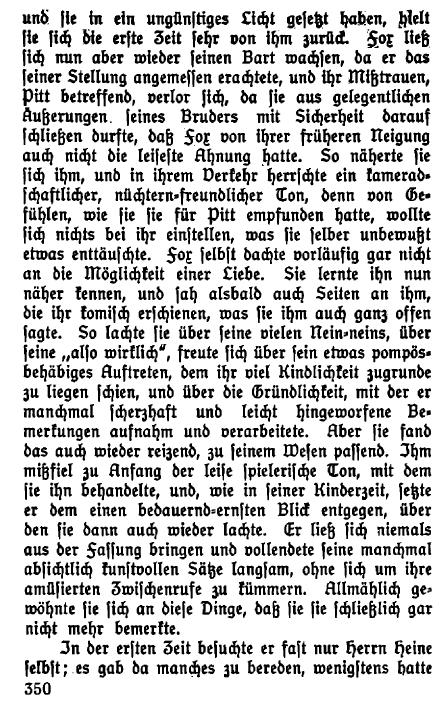 und sie in ein ungünstiges Licht gesetzt haben, hielt
sie sich die erste Zeit sehr von ihm zurück. Fox ließ
sich nun aber wieder seinen Bart wachsen, da er das
seiner Stellung angemessen erachtete, und ihr Mißtrauen,
Pitt betreffend, verlor sich, da sie aus gelegentlichen
Äußerungen seines Bruders mit Sicherheit darauf
schließen durfte, daß Fox von ihrer früheren Neigung
auch nicht die leiseste Ahnung hatte. So näherte sie
sich ihm, und in ihrem Verkehr herrschte ein kamerad-
schaftlicher, nüchtern-freundlicher Ton, denn von Ge-
fühlen, wie sie sie für Pitt empfunden hatte, wollte
sich nichts bei ihr einstellen, was sie selber unbewußt
etwas enttäuschte. Fox selbst dachte vorläufig gar nicht
an die Möglichkeit einer Liebe. Sie lernte ihn nun
näher kennen, und sah alsbald auch Seiten an ihm,
die ihr komisch erschienen, was sie ihm auch ganz offen
sagte. So lachte sie über seine vielen Nein-neins, über
seine „also wirklich“, freute sich über sein etwas pompös-
behäbiges Auftreten, dem ihr viel Kindlichkeit zugrunde
zu liegen schien, und über die Gründlichkeit, mit der er
manchmal scherzhaft und leicht hingeworfene Be-
merkungen aufnahm und verarbeitete. Aber sie fand
das auch wieder reizend, zu seinem Wesen passend. Ihm
mißfiel zu Anfang der leise spielerische Ton, mit dem
sie ihn behandelte, und, wie in seiner Kinderzeit, setzte
er dem einen bedauernd-ernsten Blick entgegen, über
den sie dann auch wieder lachte. Er ließ sich niemals
aus der Fassung bringen und vollendete seine manchmal
absichtlich kunstvollen Sätze langsam, ohne sich um ihre
amüsierten Zwischenrufe zu kümmern. Allmählich ge-
wöhnte sie sich an diese Dinge, daß sie sie schließlich gar
nicht mehr bemerkte.
In der ersten Zeit besuchte er fast nur Herrn Heine
selbst; es gab da manches zu bereden, wenigstens hatte
350